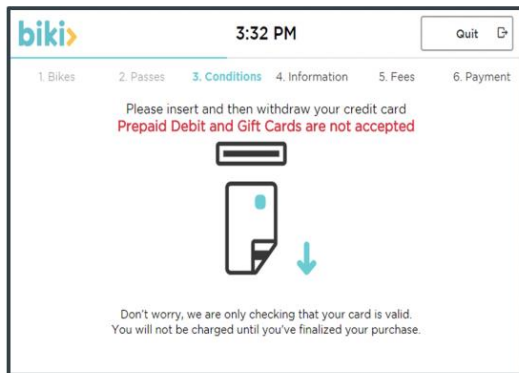 biki
3:32 PM
Quit
1. Bikes 2. Passes 3. Conditions 4. Information 5. Fees 6. Payment
Please insert and then withdraw your credit card
Prepaid Debit and Gift Cards are not accepted
Don't worry, we are only checking that your card is valid.
You will not be charged until you've finalized your purchase.